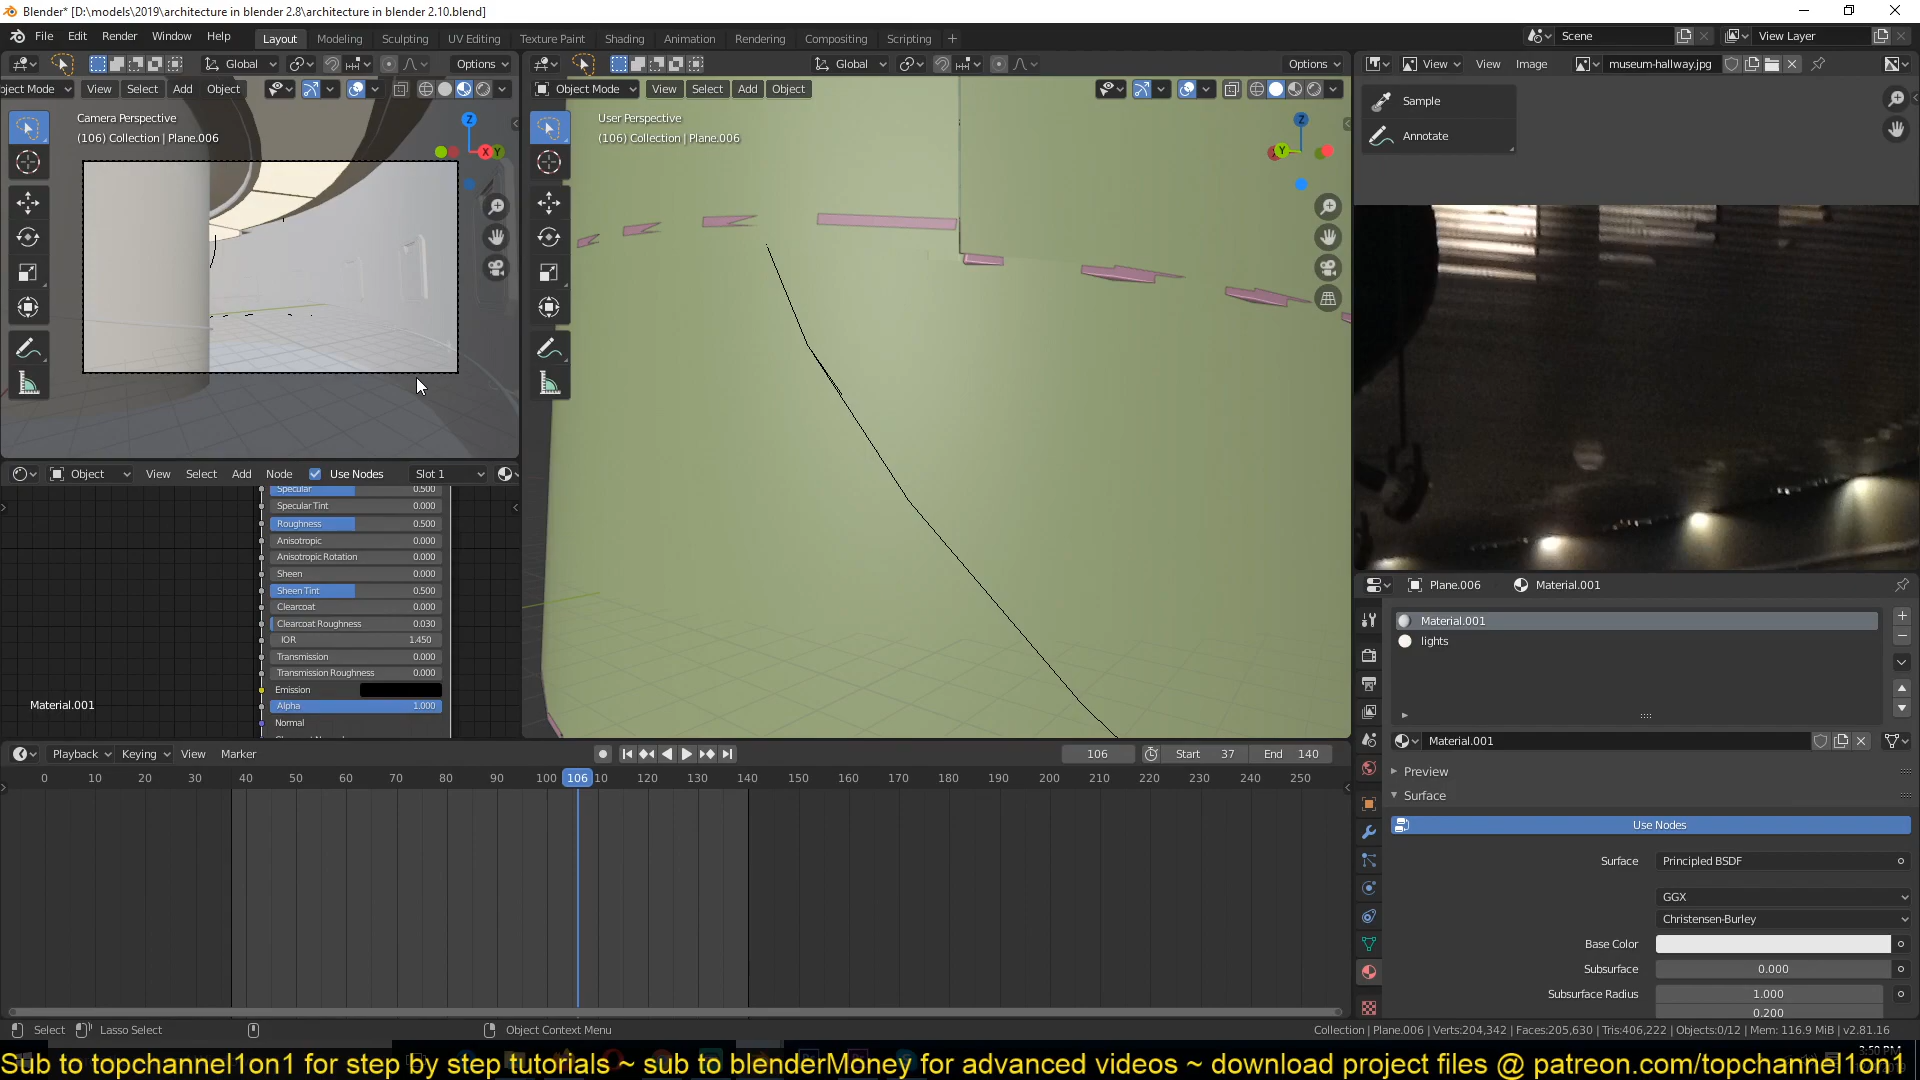 Blender* [D:\models\2019\architecture in blender 2.8\architecture in blender 2.10.blend]
File Edit Render Window Help Layout Modeling Sculpting UV Editing Texture Paint Shading Animation Rendering Compositing Scripting + Scene View Layer
Global Options Global Options View View Image museum-hallway.jpg
ject Mode View Select Add Object Object Mode View Select Add Object
Sample
Annotate
Camera Perspective
(106) Collection | Plane.006
User Perspective
(106) Collection | Plane.006
Z
X
Y
Y
Object View Select Add Node Use Nodes Slot 1
Specular 0.500
Specular Tint 0.000
Roughness 0.500
Anisotropic 0.000
Anisotropic Rotation 0.000
Sheen 0.000
Sheen Tint 0.500
Clearcoat 0.000
Clearcoat Roughness 0.030
IOR 1.450
Transmission 0.000
Transmission Roughness 0.000
Emission
Alpha 1.000
Normal
Material.001
Plane.006 Material.001
Material.001
lights
Material.001
Preview
Surface
Use Nodes
Surface Principled BSDF
GGX
Christensen-Burley
Base Color
Subsurface 0.000
Subsurface Radius 1.000
0.200
Playback Keying View Marker 106 Start 37 End 140
0 10 20 30 40 50 60 70 80 90 100 106 10 120 130 140 150 160 170 180 190 200 210 220 230 240 250
Select Lasso Select Object Context Menu Collection | Plane.006 | Verts:204,342 | Faces:205,630 | Tris:406,222 | Objects:0/12 | Mem: 116.9 MiB | v2.81.16
Sub to topchannel1on1 for step by step tutorials ~ sub to blenderMoney for advanced videos ~ download project files @ patreon.com/topchannel1on1
3:50 PM